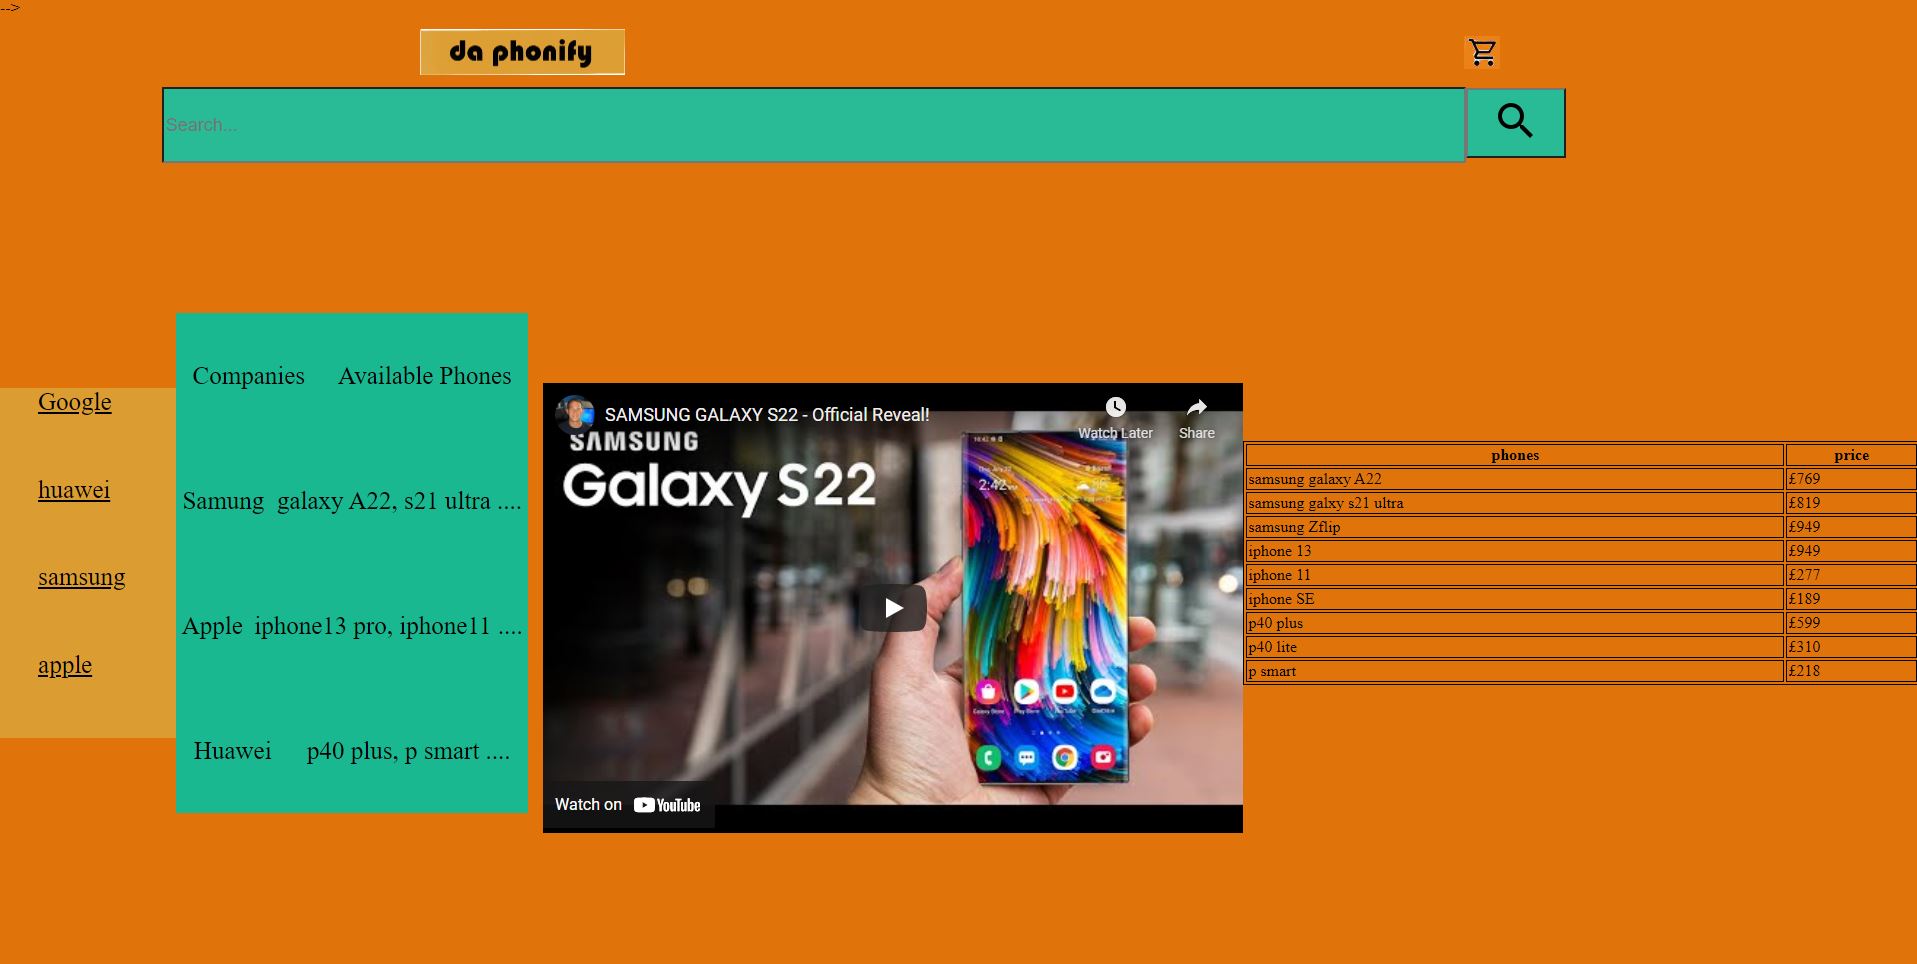 -->
da phonify
Search...
Companies Available Phones
Google
huawei
samsung
apple
Samung galaxy A22, s21 ultra ....
Apple iphone13 pro, iphone11 ....
Huawei p40 plus, p smart ....
SAMSUNG GALAXY S22 - Official Reveal!
Watch Later
Share
SAMSUNG
Galaxy S22
2:42
Watch on YouTube
phones price
samsung galaxy A22 £769
samsung galxy s21 ultra £819
samsung Zflip £949
iphone 13 £949
iphone 11 £277
iphone SE £189
p40 plus £599
p40 lite £310
p smart £218